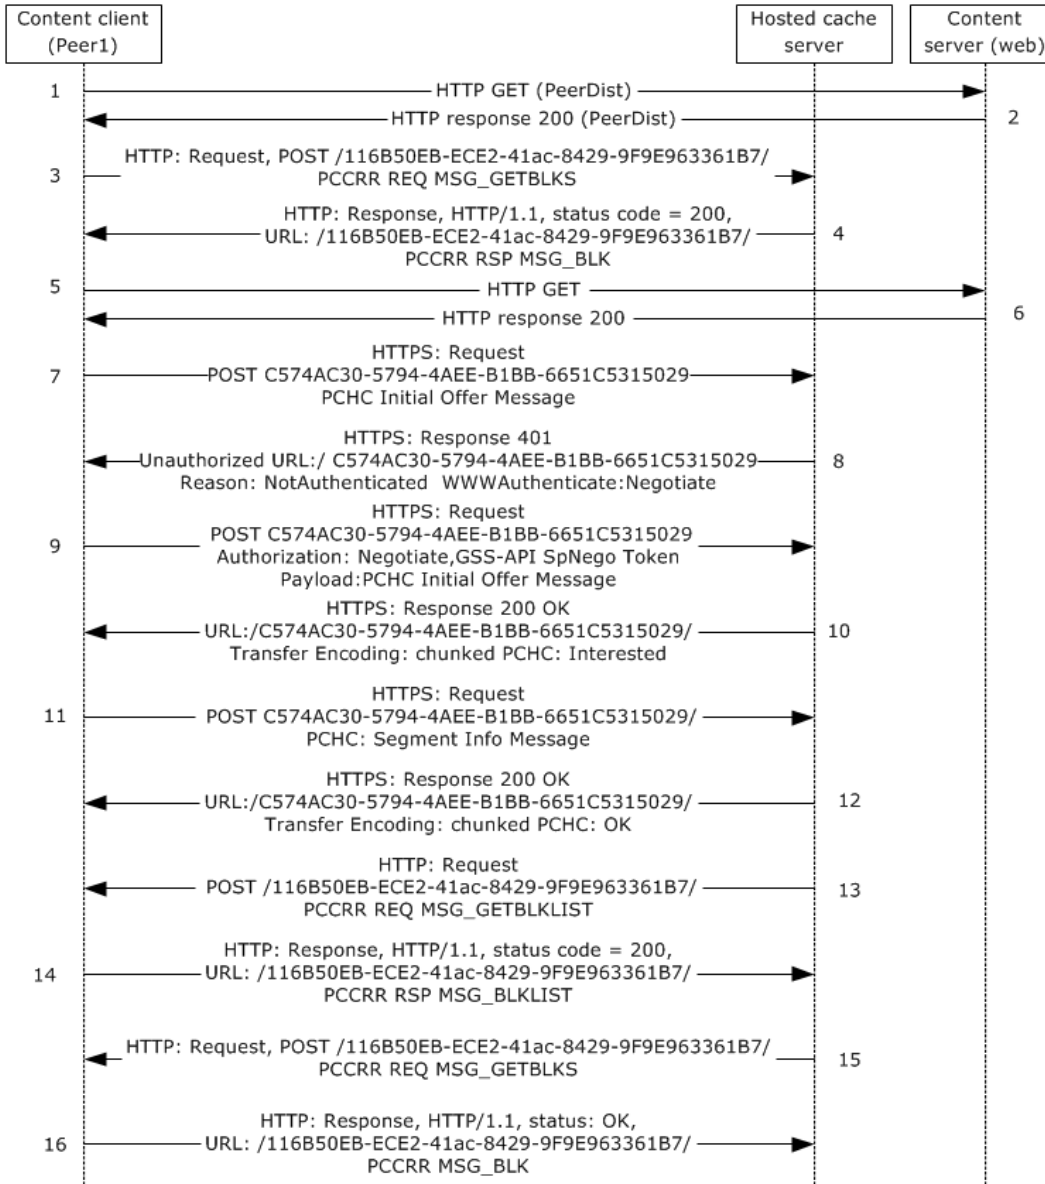 Content client
(Peer1)
Hosted cache
server
Content
server (web)
1
HTTP GET (PeerDist)
HTTP response 200 (PeerDist)
2
HTTP: Request, POST /116B50EB-ECE2-41ac-8429-9F9E963361B7/
3
PCCRR REQ MSG_GETBLKS
HTTP: Response, HTTP/1.1, status code = 200,
URL: /116B50EB-ECE2-41ac-8429-9F9E963361B7/
4
PCCRR RSP MSG_BLK
5
HTTP GET
HTTP response 200
6
HTTPS: Request
7
POST C574AC30-5794-4AEE-B1BB-6651C5315029
PCHC Initial Offer Message
HTTPS: Response 401
Unauthorized URL:/ C574AC30-5794-4AEE-B1BB-6651C5315029
8
Reason: NotAuthenticated  WWWAuthenticate:Negotiate
HTTPS: Request
POST C574AC30-5794-4AEE-B1BB-6651C5315029
9
Authorization: Negotiate,GSS-API SpNego Token
Payload:PCHC Initial Offer Message
HTTPS: Response 200 OK
URL:/C574AC30-5794-4AEE-B1BB-6651C5315029/
10
Transfer Encoding: chunked PCHC: Interested
HTTPS: Request
11
POST C574AC30-5794-4AEE-B1BB-6651C5315029/
PCHC: Segment Info Message
HTTPS: Response 200 OK
URL:/C574AC30-5794-4AEE-B1BB-6651C5315029/
12
Transfer Encoding: chunked PCHC: OK
HTTP: Request
POST /116B50EB-ECE2-41ac-8429-9F9E963361B7/
13
PCCRR REQ MSG_GETBLKLIST
HTTP: Response, HTTP/1.1, status code = 200,
14
URL: /116B50EB-ECE2-41ac-8429-9F9E963361B7/
PCCRR RSP MSG_BLKLIST
HTTP: Request, POST /116B50EB-ECE2-41ac-8429-9F9E963361B7/
15
PCCRR REQ MSG_GETBLKS
HTTP: Response, HTTP/1.1, status: OK,
16
URL: /116B50EB-ECE2-41ac-8429-9F9E963361B7/
PCCRR MSG_BLK